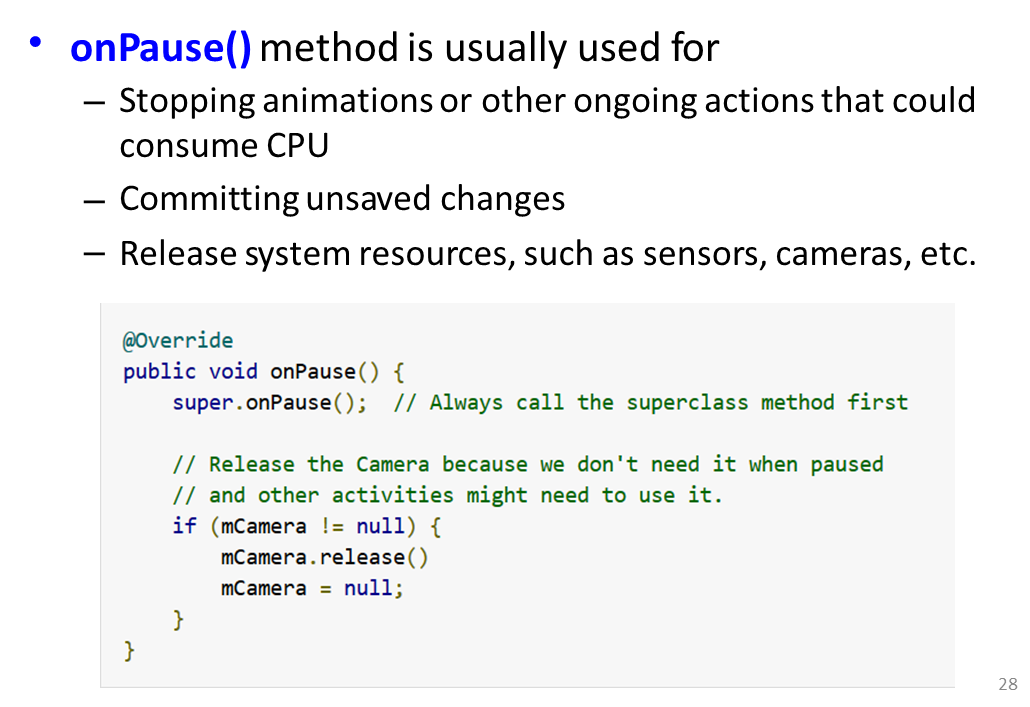 • onPause() method is usually used for
– Stopping animations or other ongoing actions that could
consume CPU
– Committing unsaved changes
– Release system resources, such as sensors, cameras, etc.
@Override
public void onPause() {
    super.onPause();  // Always call the superclass method first
    // Release the Camera because we don't need it when paused
    // and other activities might need to use it.
    if (mCamera != null) {
        mCamera.release()
        mCamera = null;
    }
}
28